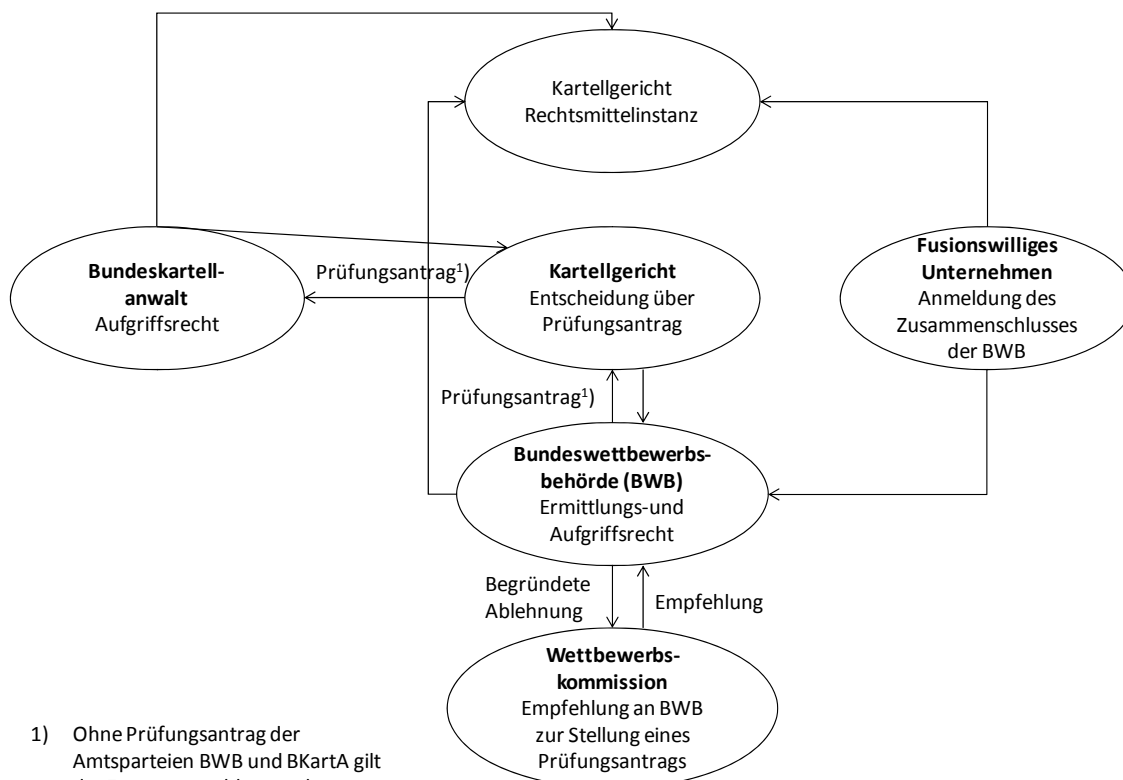 Kartellgericht
Rechtsmittelinstanz
Bundeskartell-
anwalt
Aufgriffsrecht
Prüfungsantrag¹)
Kartellgericht
Entscheidung über
Prüfungsantrag
Fusionswilliges
Unternehmen
Anmeldung des
Zusammenschlusses
der BWB
Prüfungsantrag¹)
Bundeswettbewerbs-
behörde (BWB)
Ermittlungs-und
Aufgriffsrecht
Begründete
Ablehnung
Empfehlung
Wettbewerbs-
kommission
Empfehlung an BWB
zur Stellung eines
Prüfungsantrags
1) Ohne Prüfungsantrag der
Amtsparteien BWB und BKartA gilt